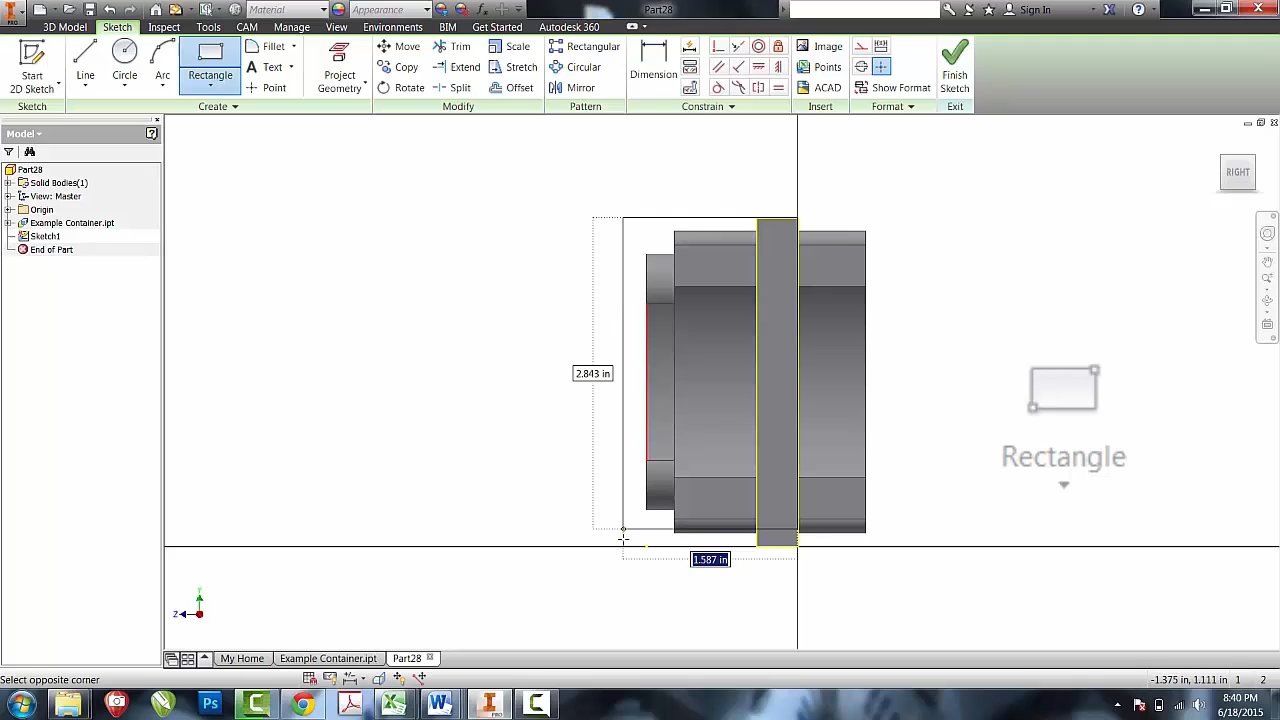 Material
Appearance
Part28
Sign In
PRO
3D Model
Sketch
Inspect
Tools
CAM
Manage
View
Environments
BIM
Get Started
Autodesk 360
Start
2D Sketch
Line
Circle
Arc
Rectangle
Fillet
Text
Point
Project
Geometry
Move
Copy
Rotate
Trim
Extend
Split
Scale
Stretch
Offset
Rectangular
Circular
Mirror
Dimension
Image
Points
ACAD
Show Format
Finish
Sketch
Sketch
Create
Modify
Pattern
Constrain
Insert
Format
Exit
Model
Part28
Solid Bodies(1)
View: Master
Origin
Example Container.ipt
Sketch1
End of Part
RIGHT
2.843 in
1.587 in
Rectangle
Y
Z
My Home
Example Container.ipt
Part28
Select opposite corner
-1.375 in, 1.111 in
1
2
Ps
PRO
8:40 PM
6/18/2015